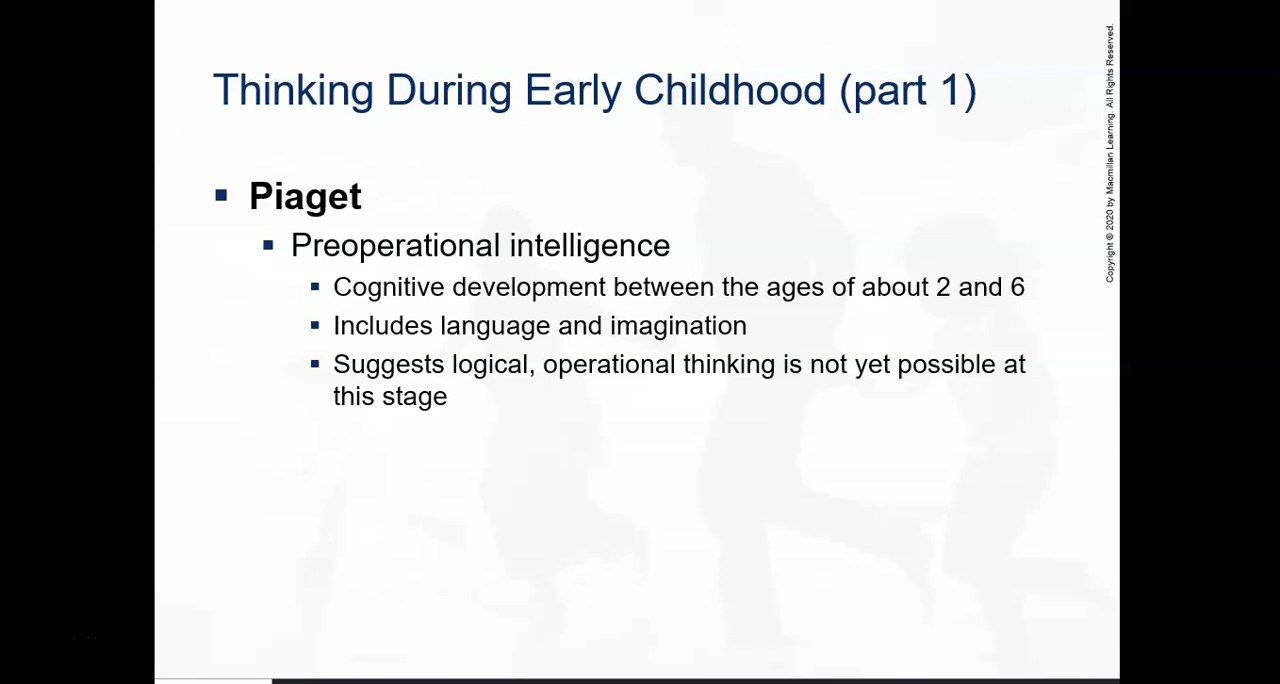 Thinking During Early Childhood (part 1)
▪ Piaget
▪ Preoperational intelligence
▪ Cognitive development between the ages of about 2 and 6
▪ Includes language and imagination
▪ Suggests logical, operational thinking is not yet possible at
this stage
Copyright © 2020 by Macmillan Learning. All Rights Reserved.